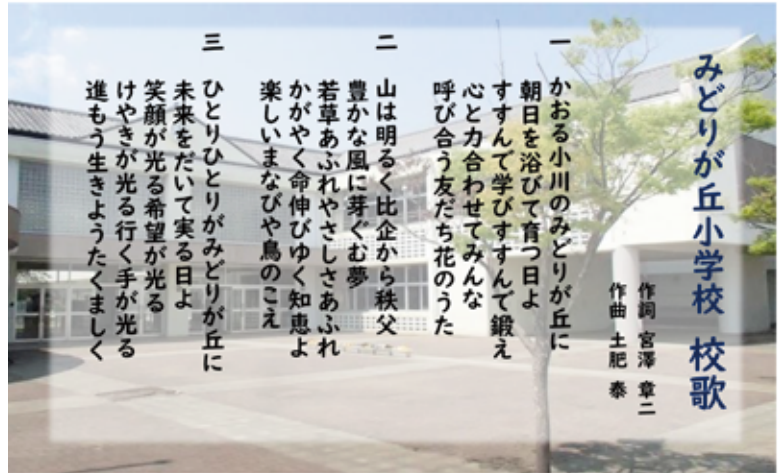 みどりが丘小学校 校歌
作詞 宮澤 章二
作曲 土肥 泰
一 かおる小川のみどりが丘に
朝日を浴びて育つ日よ
すすんで学びすすんで鍛え
心と力合わせてみんな
呼び合う友だち花のうた
二 山は明るく比企から秩父
豊かな風に芽ぐむ夢
若草あふれやさしさあふれ
かがやく命伸びゆく知恵よ
楽しいまなびや鳥のこえ
三 ひとりひとりがみどりが丘に
未来をだいて実る日よ
笑顔が光る希望が光る
けやきが光る行く手が光る
進もう生きようたくましく